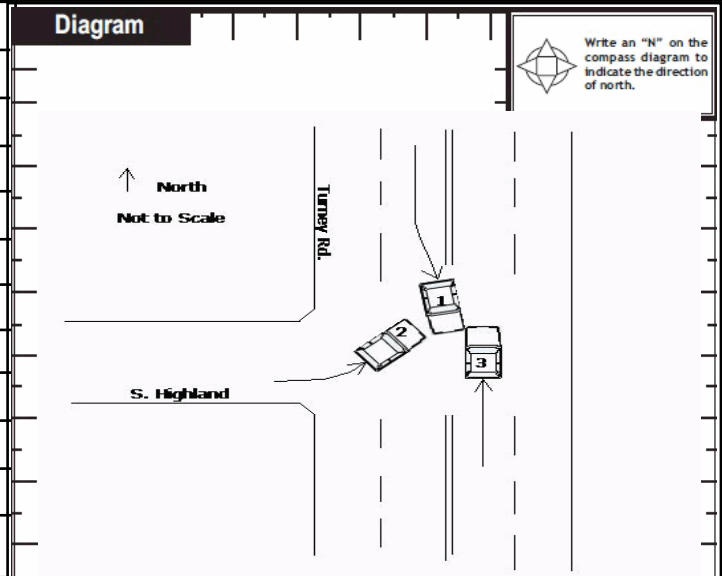 Diagram
Write an "N" on the
compass diagram to
indicate the direction
of north.
North
Not to Scale
Turney Rd.
1
2
3
S. Highland